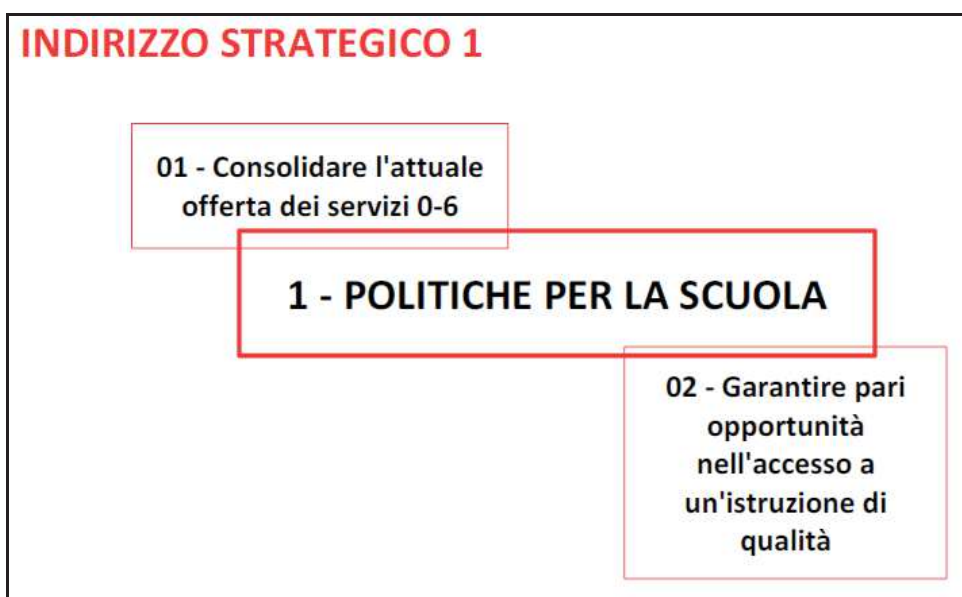 INDIRIZZO STRATEGICO 1
01 - Consolidare l'attuale
offerta dei servizi 0-6
1 - POLITICHE PER LA SCUOLA
02 - Garantire pari
opportunità
nell'accesso a
un'istruzione di
qualità